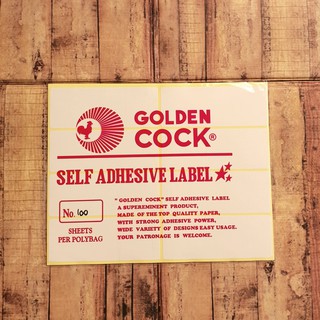 GOLDEN
COCK®
SELF ADHESIVE LABEL
No. 100
SHEETS
PER POLYBAG
"GOLDEN COCK" SELF ADHESIVE LABEL
A SUPEREMINENT PRODUCT,
MADE OF THE TOP QUALITY PAPER,
WITH STRONG ADHESIVE POWER,
WIDE VARIETY OF DESIGNS EAST USAGE.
YOUR PATRONAGE IS WELCOME.